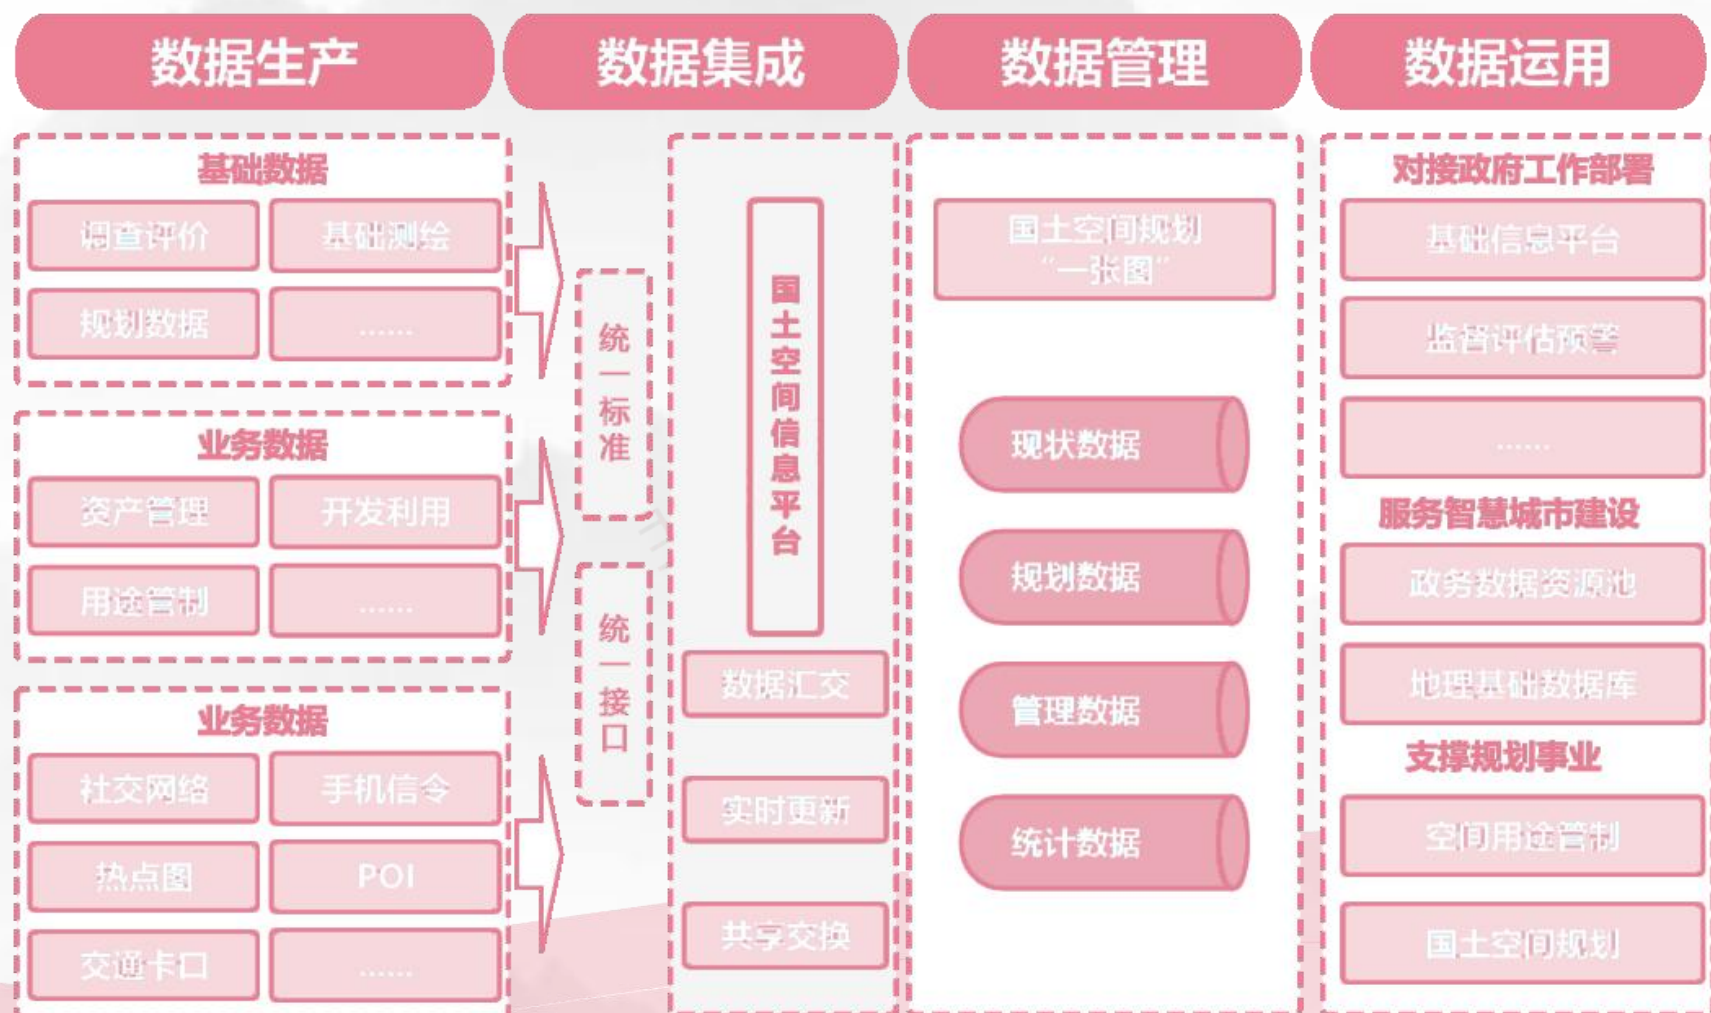 数据生产
数据集成
数据管理
数据运用
基础数据
调查评价
基础测绘
规划数据
……
业务数据
资产管理
开发利用
用途管制
……
业务数据
社交网络
手机信令
热点图
POI
交通卡口
……
统一标准
统一接口
国土空间信息平台
数据汇交
实时更新
共享交换
国土空间规划
“一张图”
现状数据
规划数据
管理数据
统计数据
对接政府工作部署
基础信息平台
监督评估预警
……
服务智慧城市建设
政务数据资源池
地理基础数据库
支撑规划事业
空间用途管制
国土空间规划